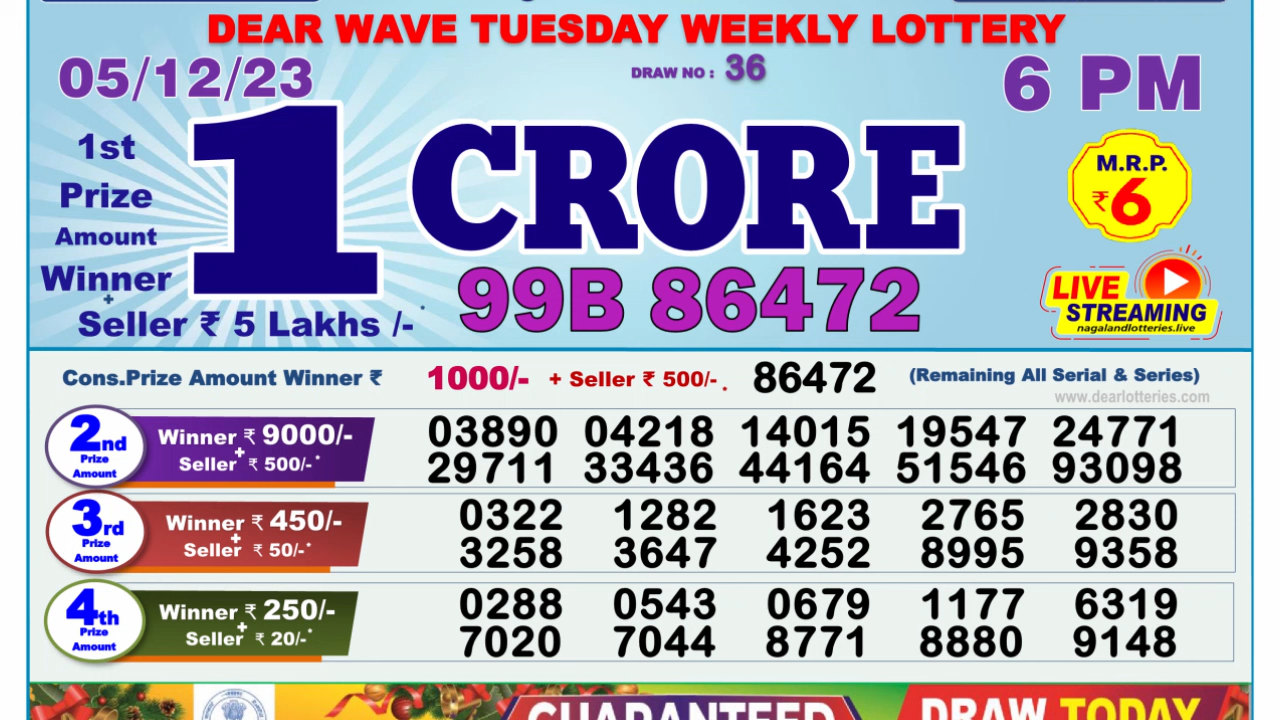 DEAR WAVE TUESDAY WEEKLY LOTTERY
05/12/23
DRAW NO : 36
6 PM
1st
Prize
Amount
Winner
+
Seller ₹ 5 Lakhs /- *
1 CRORE
99B 86472
M.R.P.
₹6
LIVE
STREAMING
nagalandlotteries.live
Cons.Prize Amount Winner ₹ 1000/- + Seller ₹ 500/- . 86472 (Remaining All Serial & Series)
www.dearlotteries.com
2nd
Prize
Amount
Winner ₹ 9000/-
+
Seller ₹ 500/-*
03890 04218 14015 19547 24771
29711 33436 44164 51546 93098
3rd
Prize
Amount
Winner ₹ 450/-
+
Seller ₹ 50/-*
0322 1282 1623 2765 2830
3258 3647 4252 8995 9358
4th
Prize
Amount
Winner ₹ 250/-
+
Seller ₹ 20/-*
0288 0543 0679 1177 6319
7020 7044 8771 8880 9148
GUARANTEED
DRAW TODAY